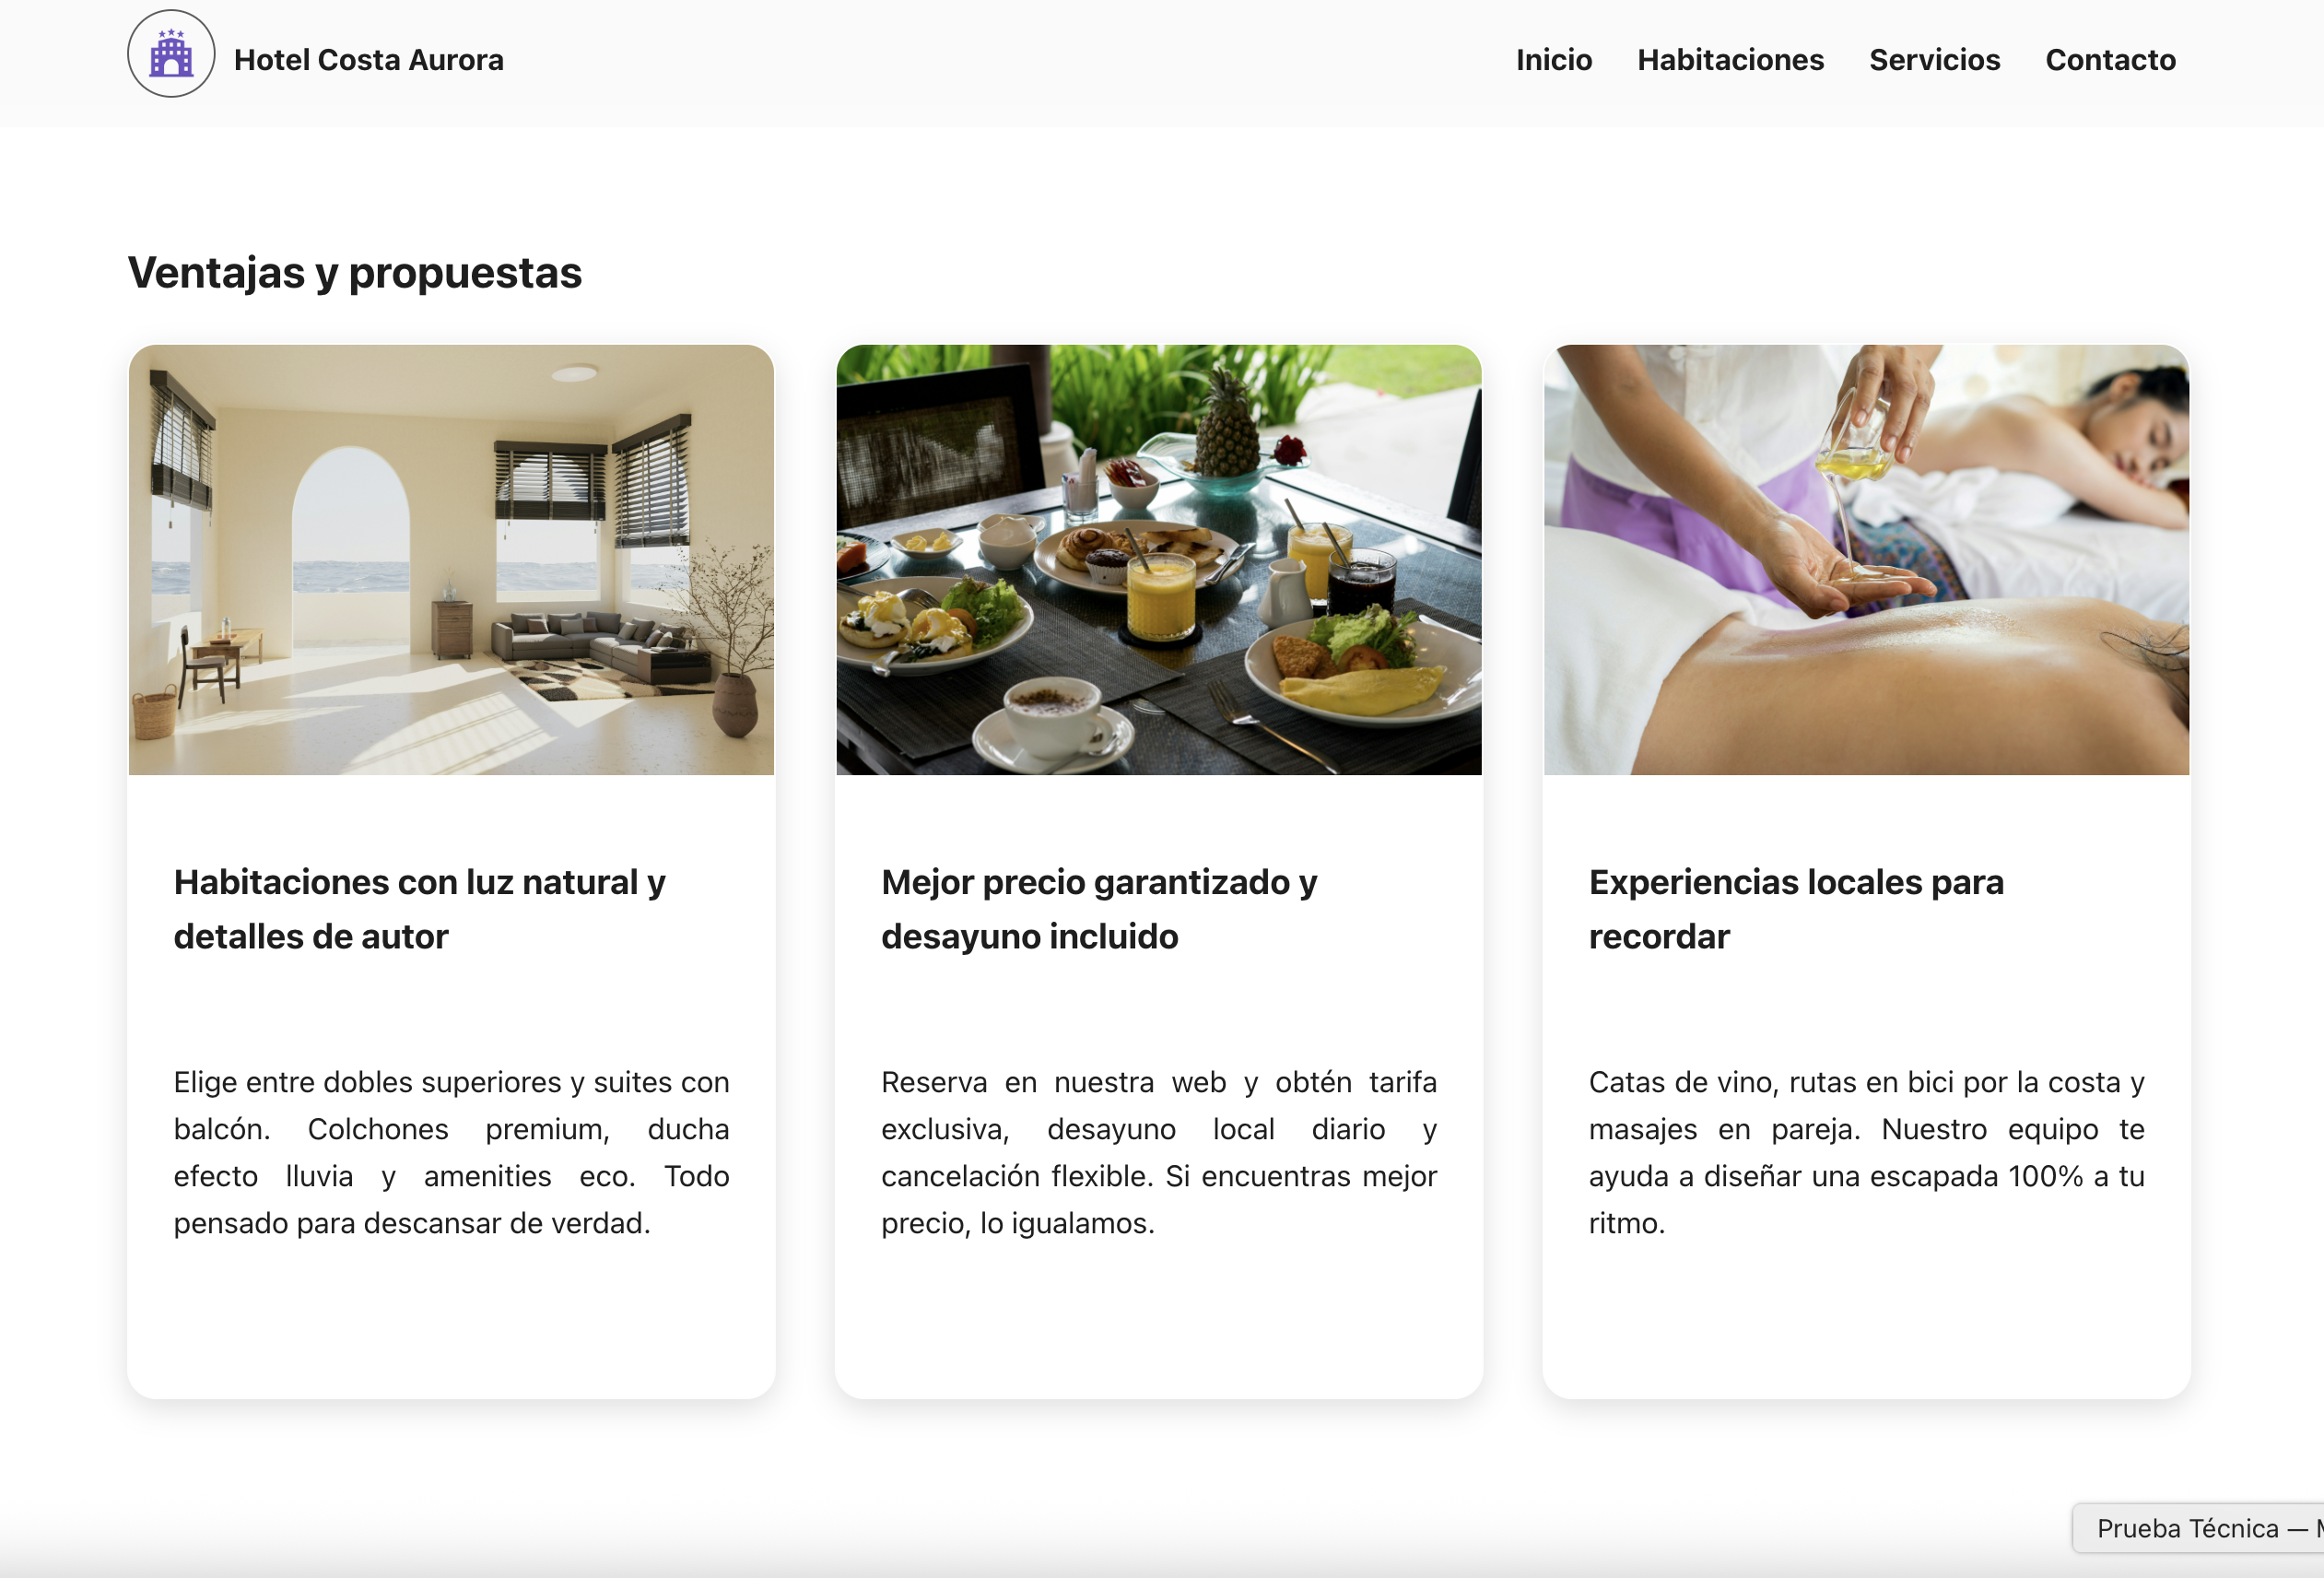 Hotel Costa Aurora
Inicio Habitaciones Servicios Contacto
Ventajas y propuestas
Habitaciones con luz natural y
detalles de autor
Elige entre dobles superiores y suites con
balcón. Colchones premium, ducha
efecto lluvia y amenities eco. Todo
pensado para descansar de verdad.
Mejor precio garantizado y
desayuno incluido
Reserva en nuestra web y obtén tarifa
exclusiva, desayuno local diario y
cancelación flexible. Si encuentras mejor
precio, lo igualamos.
Experiencias locales para
recordar
Catas de vino, rutas en bici por la costa y
masajes en pareja. Nuestro equipo te
ayuda a diseñar una escapada 100% a tu
ritmo.
Prueba Técnica —